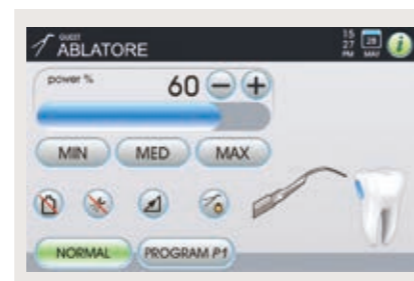 GUEST
ABLATORE
15
27
PM
28
MAY
i
power %
60
MIN
MED
MAX
NORMAL
PROGRAM P1